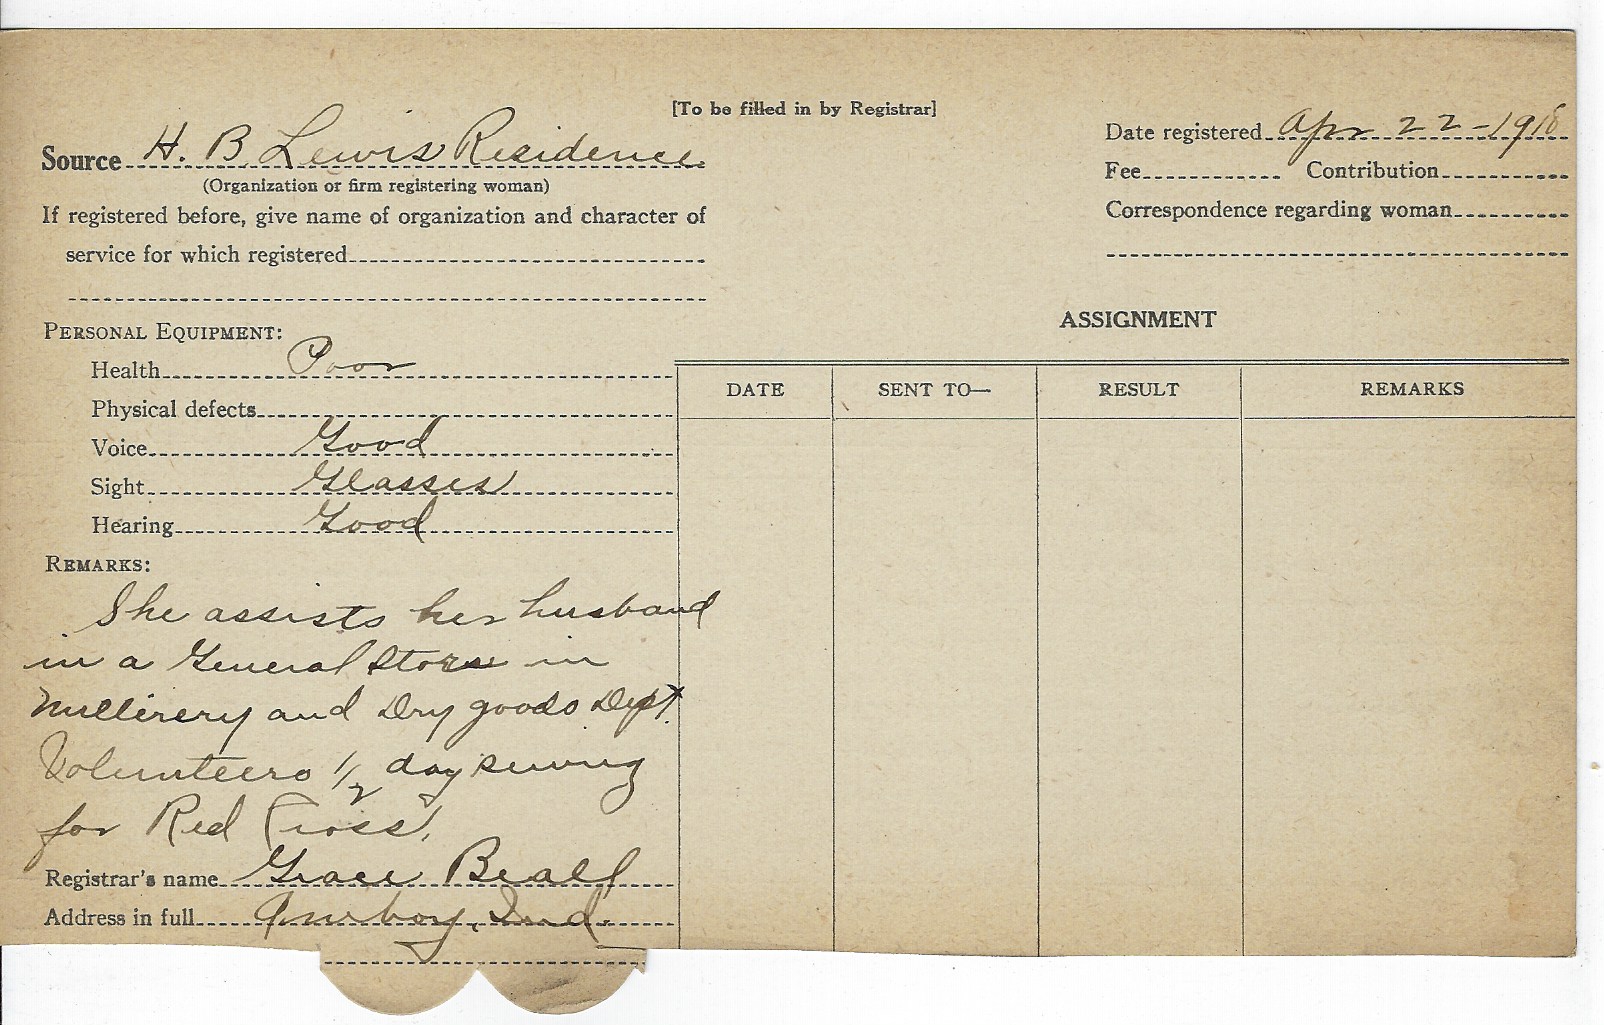 [To be filled in by Registrar]
Source H. B. Lewis Residence
(Organization or firm registering woman)
If registered before, give name of organization and character of
service for which registered
Date registered Apr 22-1918
Fee Contribution
Correspondence regarding woman
PERSONAL EQUIPMENT:
Health Poor
Physical defects
Voice Good
Sight Glasses
Hearing Good
REMARKS:
She assists her husband
in a General Store in
Millinery and Dry goods Dept.
Volunteers 1/2 day sewing
for Red Cross.
Registrar's name Grace Beall
Address in full Amboy, Ind.
ASSIGNMENT
DATE SENT TO— RESULT REMARKS